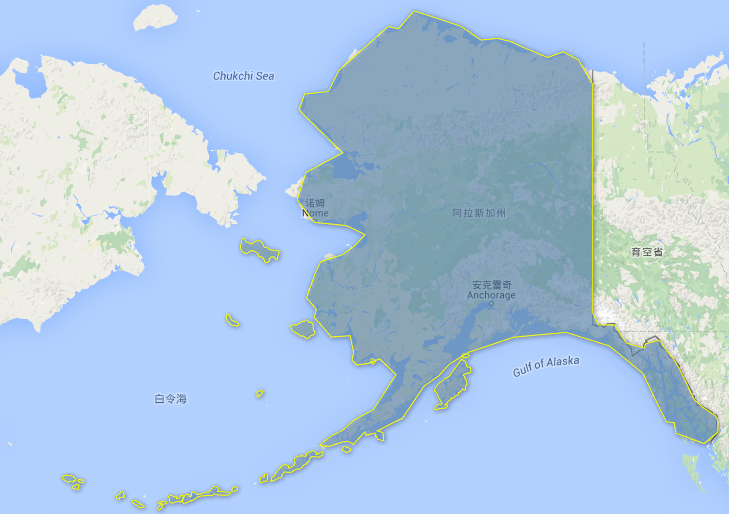 Chukchi Sea
诺姆
Nome
阿拉斯加州
育空省
安克雷奇
Anchorage
Gulf of Alaska
白令海